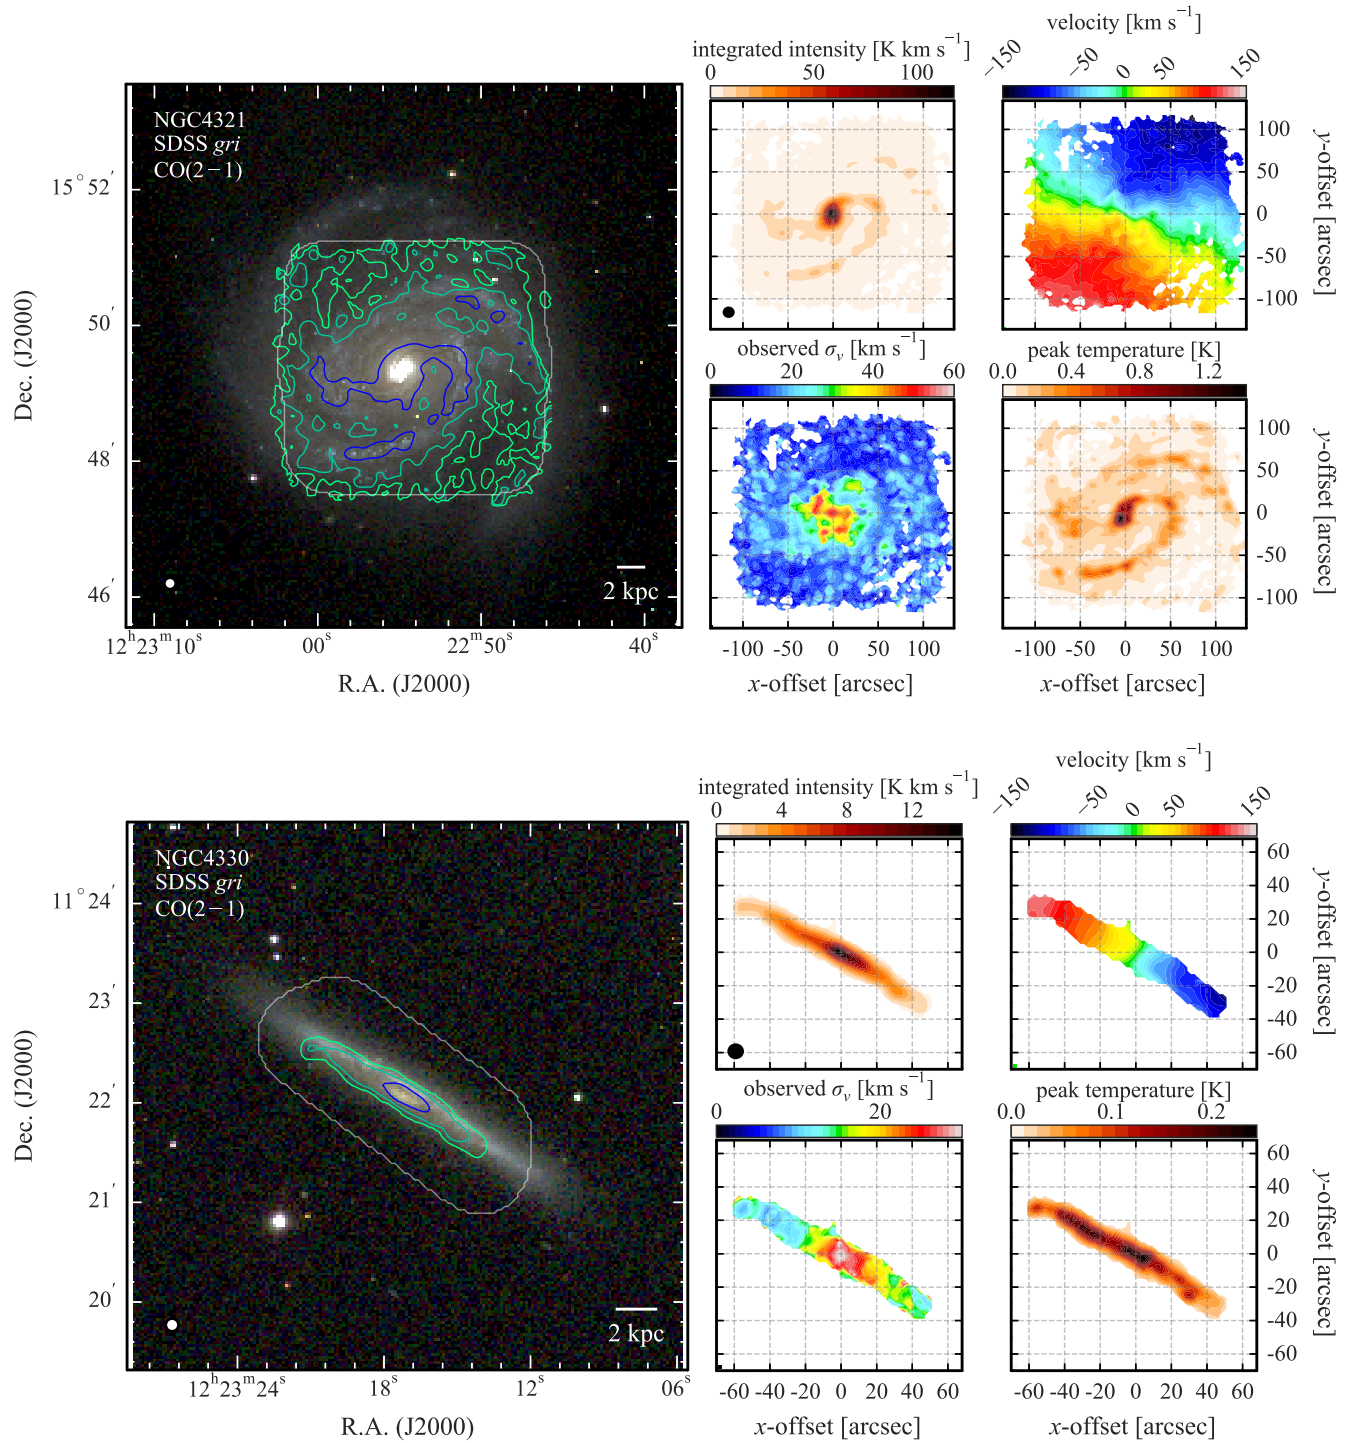 NGC4321
SDSS gri
CO(2−1)
15°52′
50′
48′
46′
Dec. (J2000)
2 kpc
12ʰ23ᵐ10ˢ 00ˢ 22ᵐ50ˢ 40ˢ
R.A. (J2000)
integrated intensity [K km s⁻¹]
0 60 100
velocity [km s⁻¹]
−150 −50 0 50 150
100
50
0
-50
-100
y-offset [arcsec]
observed σᵥ [km s⁻¹]
0 20 40 60
peak temperature [K]
0.0 0.4 0.8 1.2
100
50
0
-50
-100
y-offset [arcsec]
-100 -50 0 50 100
x-offset [arcsec]
-100 -50 0 50 100
x-offset [arcsec]
NGC4330
SDSS gri
CO(2−1)
11°24′
23′
22′
21′
20′
Dec. (J2000)
2 kpc
12ʰ23ᵐ24ˢ 18ˢ 12ˢ 06ˢ
R.A. (J2000)
integrated intensity [K km s⁻¹]
0 4 8 12
velocity [km s⁻¹]
−150 −50 0 50 150
60
40
20
0
-20
-40
-60
y-offset [arcsec]
observed σᵥ [km s⁻¹]
0 20
peak temperature [K]
0.0 0.1 0.2
60
40
20
0
-20
-40
-60
y-offset [arcsec]
-60 -40 -20 0 20 40 60
x-offset [arcsec]
-60 -40 -20 0 20 40 60
x-offset [arcsec]